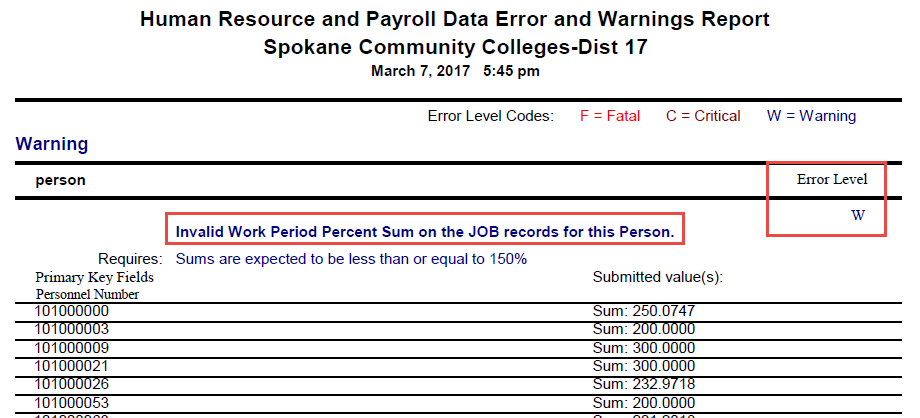 Human Resource and Payroll Data Error and Warnings Report
Spokane Community Colleges-Dist 17
March 7, 2017 5:45 pm
Error Level Codes: F = Fatal C = Critical W = Warning
Warning
person Error Level
W
Invalid Work Period Percent Sum on the JOB records for this Person.
Requires: Sums are expected to be less than or equal to 150%
Primary Key Fields Submitted value(s):
Personnel Number
101000000 Sum: 250.0747
101000003 Sum: 200.0000
101000009 Sum: 300.0000
101000021 Sum: 300.0000
101000026 Sum: 232.9718
101000053 Sum: 200.0000